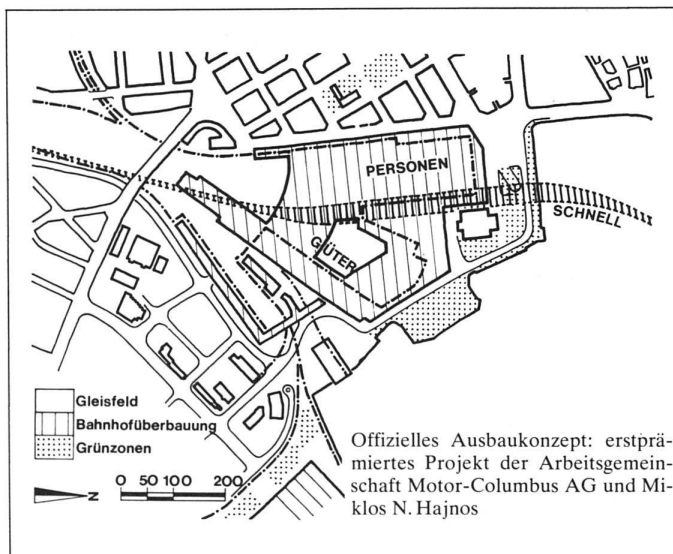 PERSONEN
SCHNELL
GÜTER
Gleisfeld
Bahnhofüberbauung
Grünzonen
0 50 100 200
N
Offizielles Ausbaukonzept: erstprä-
miertes Projekt der Arbeitsgemein-
schaft Motor-Columbus AG und Mi-
klos N. Hajnos